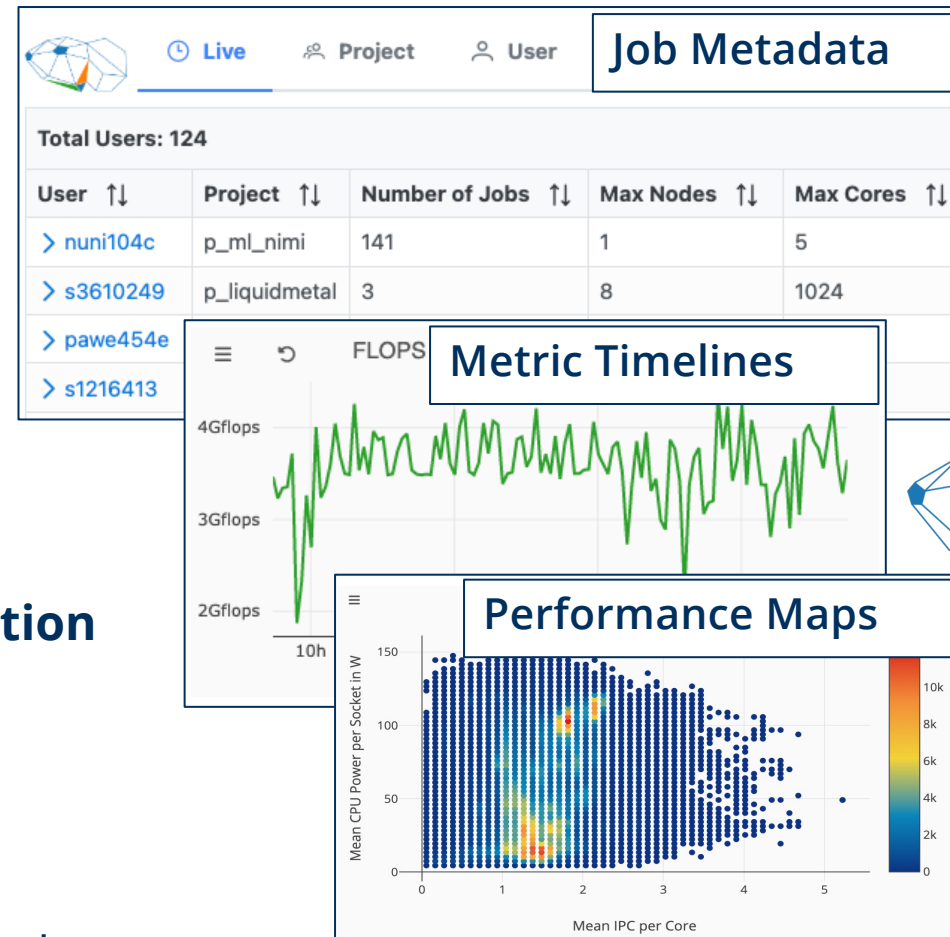 Live Project User Job Metadata
Total Users: 124
User Project Number of Jobs Max Nodes Max Cores
nuni104c p_ml_nimi 141 1 5
s3610249 p_liquidmetal 3 8 1024
pawe454e
s1216413
FLOPS Metric Timelines
4Gflops
3Gflops
2Gflops
10h
tion
Performance Maps
Mean CPU Power per Socket in W
150
100
50
0
0 1 2 3 4 5
Mean IPC per Core
10k
8k
6k
4k
2k
0